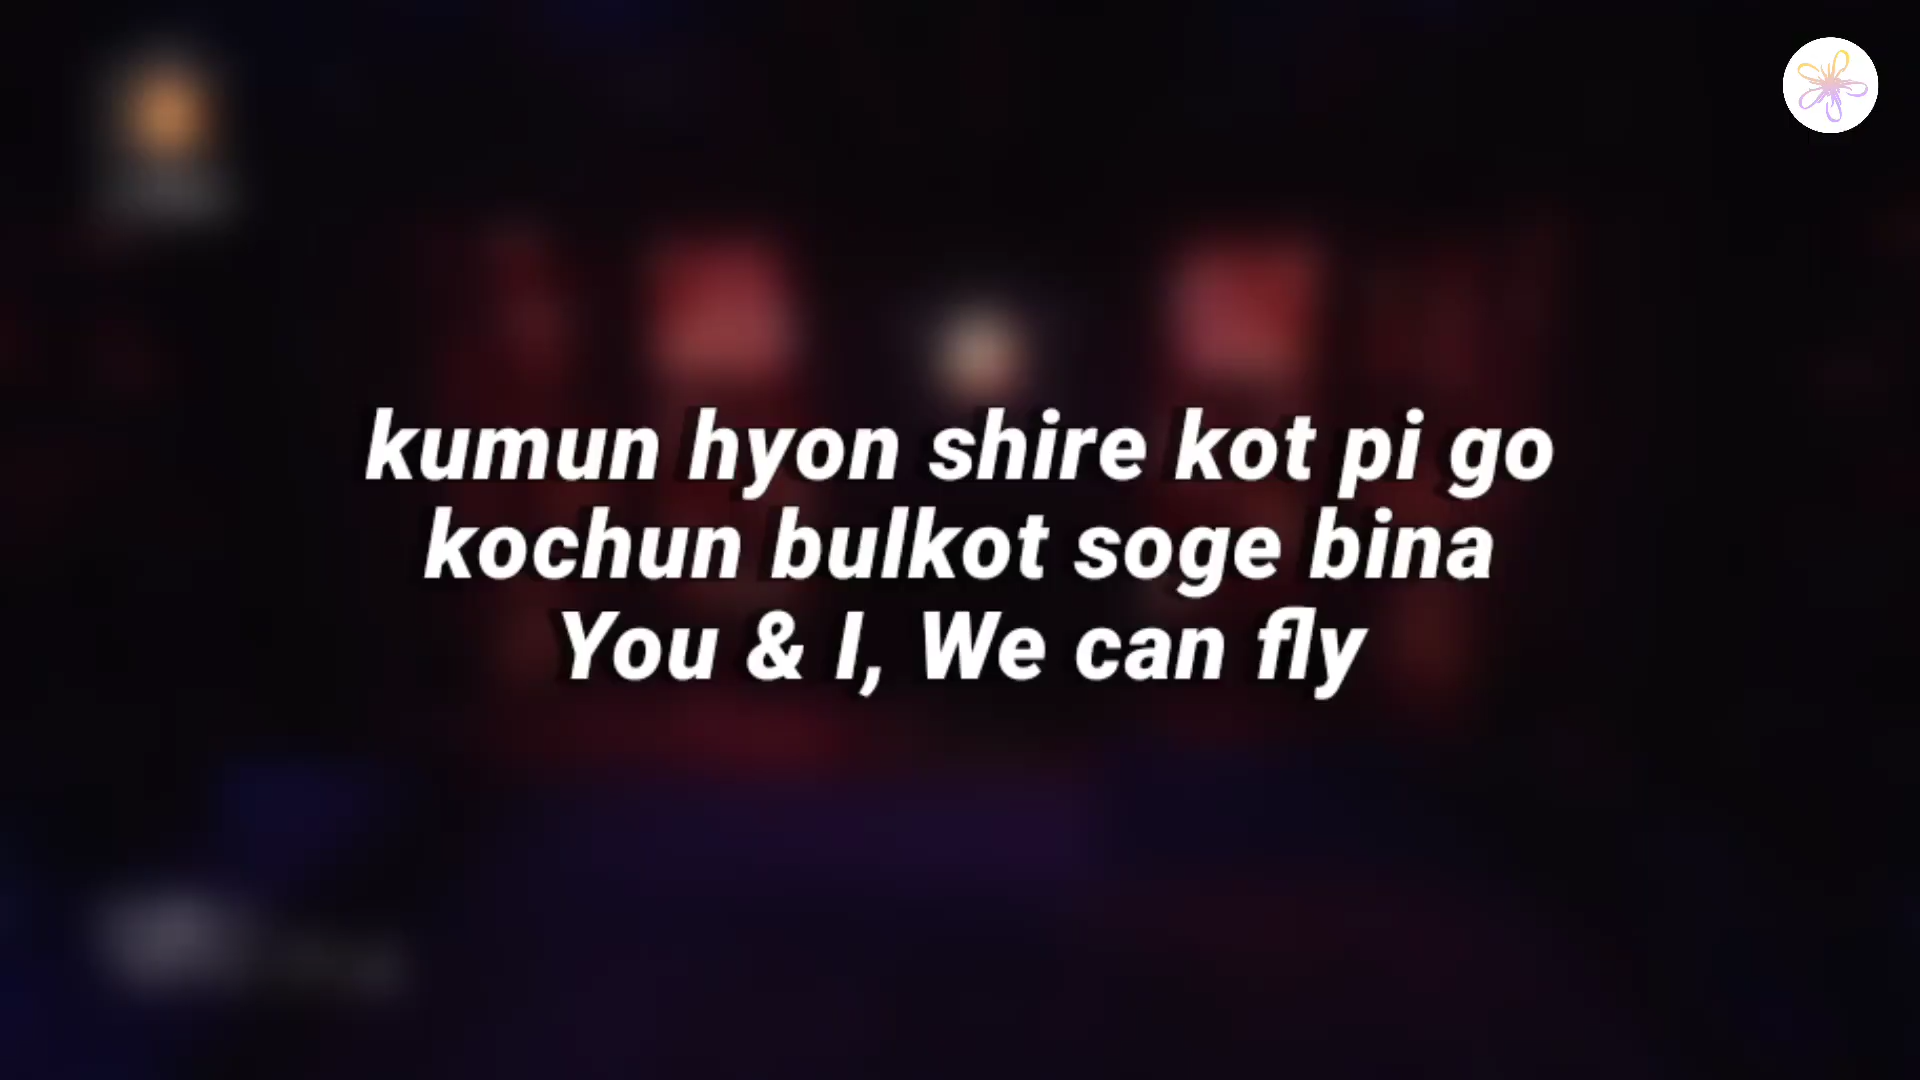 kumun hyon shire kot pi go
kochun bulkot soge bina
You & I, We can fly